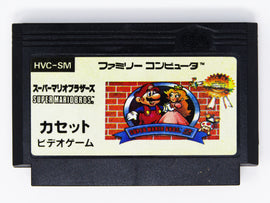 HVC-SM
ファミリー コンピュータ™
スーパーマリオブラザーズ
SUPER MARIO BROS.
カセット
ビデオゲーム